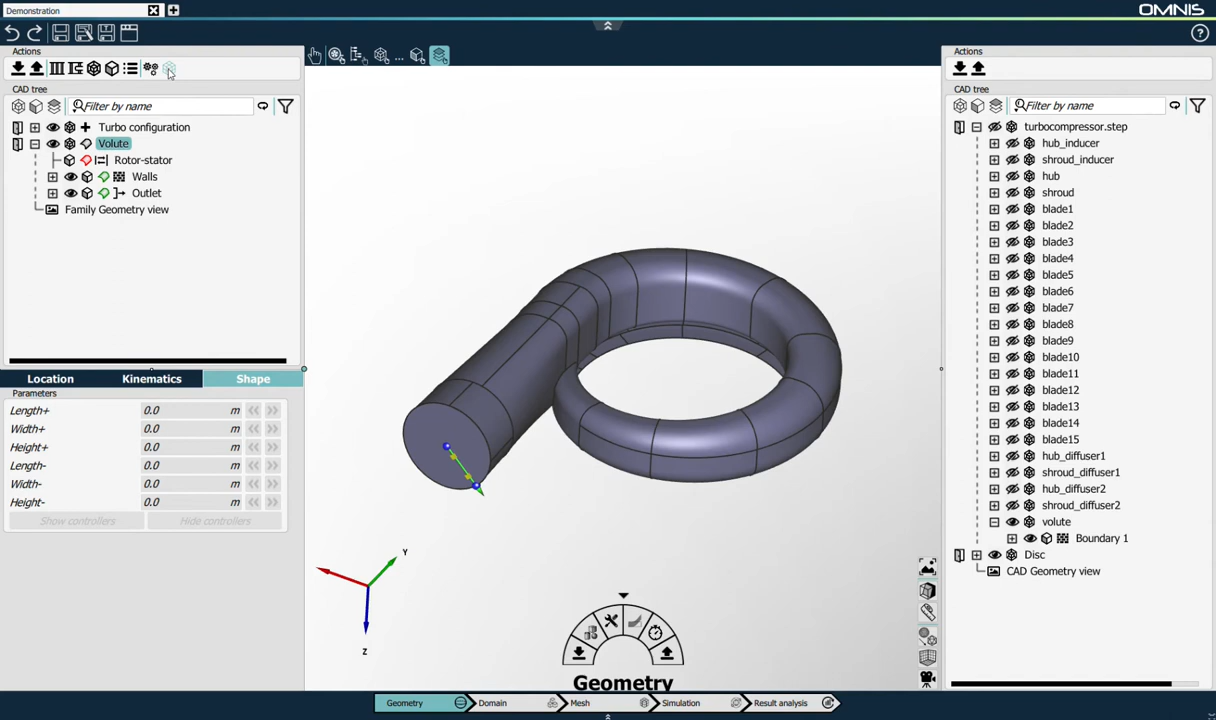 Demonstration
OMNIS
Actions
CAD tree
Filter by name
Turbo configuration
Volute
Rotor-stator
Walls
Outlet
Family Geometry view
Location Kinematics Shape
Parameters
Length+ 0.0 m
Width+ 0.0 m
Height+ 0.0 m
Length- 0.0 m
Width- 0.0 m
Height- 0.0 m
Show controllers Hide controllers
Y
Z
Geometry
Actions
CAD tree
Filter by name
turbocompressor.step
hub_inducer
shroud_inducer
hub
shroud
blade1
blade2
blade3
blade4
blade5
blade6
blade7
blade8
blade9
blade10
blade11
blade12
blade13
blade14
blade15
hub_diffuser1
shroud_diffuser1
hub_diffuser2
shroud_diffuser2
volute
Boundary 1
Disc
CAD Geometry view
Geometry Domain Mesh Simulation Result analysis